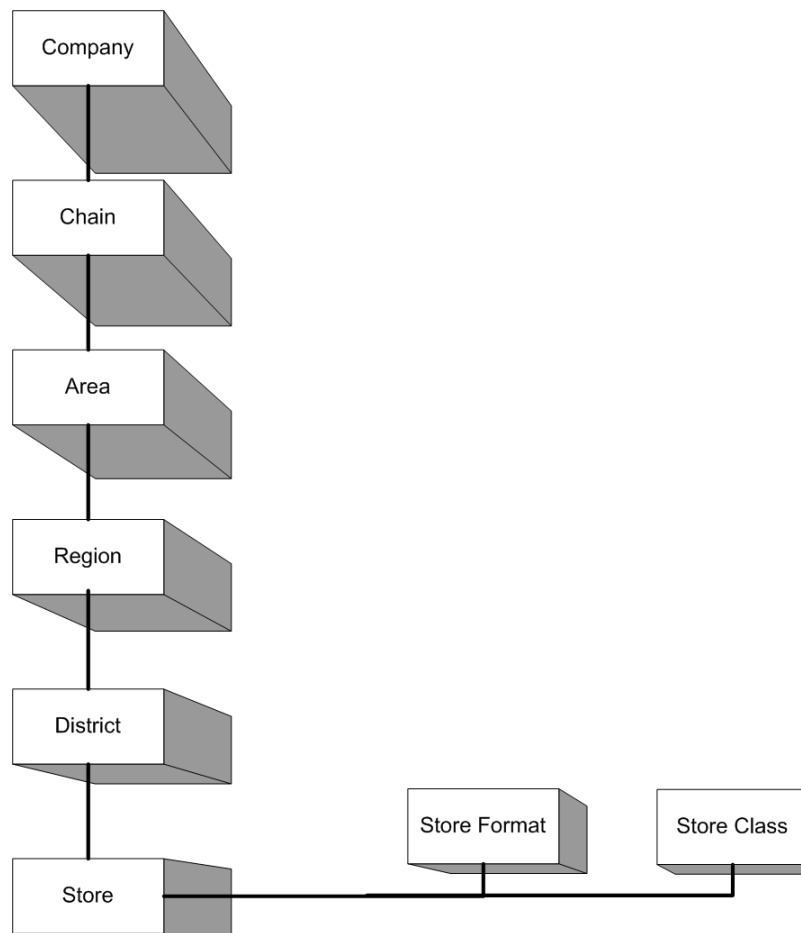 Company
Chain
Area
Region
District
Store Format
Store Class
Store